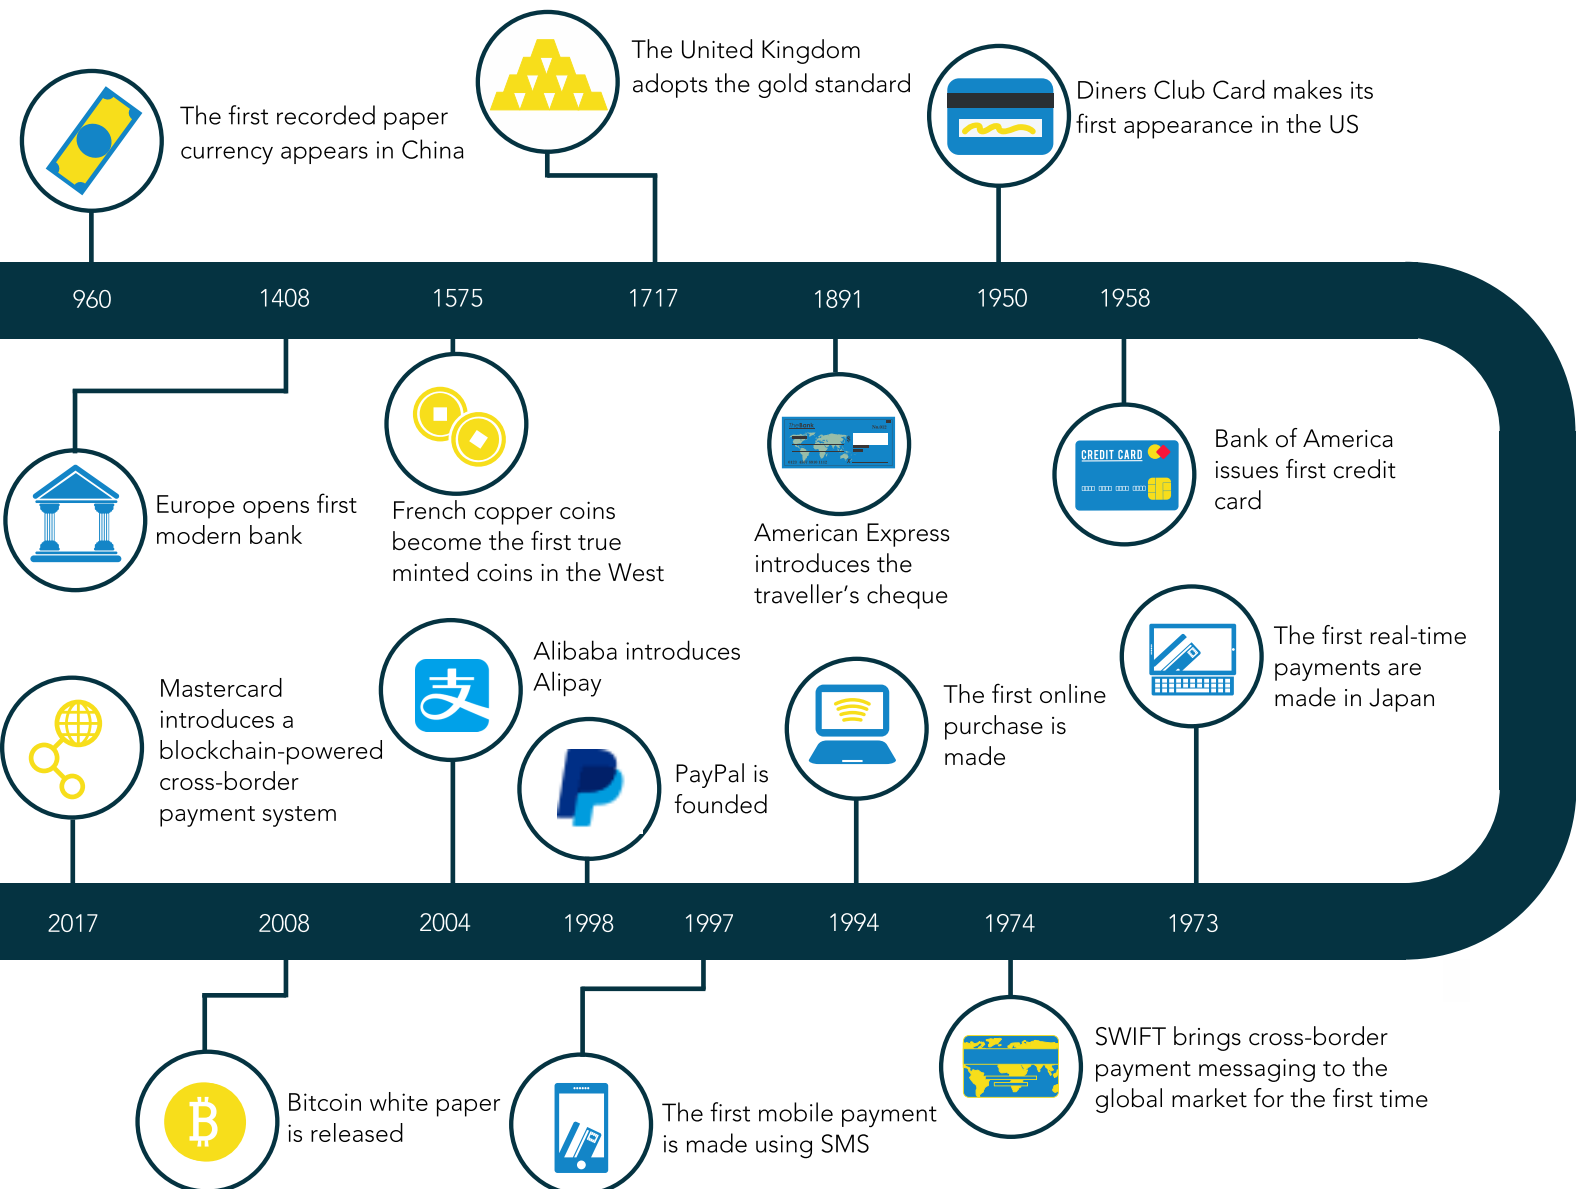 The United Kingdom
adopts the gold standard
Diners Club Card makes its
first appearance in the US
The first recorded paper
currency appears in China
960
1408
1575
1717
1891
1950
1958
CREDIT CARD
Bank of America
issues first credit
card
Europe opens first
modern bank
French copper coins
become the first true
minted coins in the West
American Express
introduces the
traveller’s cheque
The first real-time
payments are
made in Japan
The first online
purchase is
made
Alibaba introduces
Alipay
支
PayPal is
founded
Mastercard
introduces a
blockchain-powered
cross-border
payment system
2017
2008
2004
1998
1997
1994
1974
1973
Bitcoin white paper
is released
The first mobile payment
is made using SMS
SWIFT brings cross-border
payment messaging to the
global market for the first time